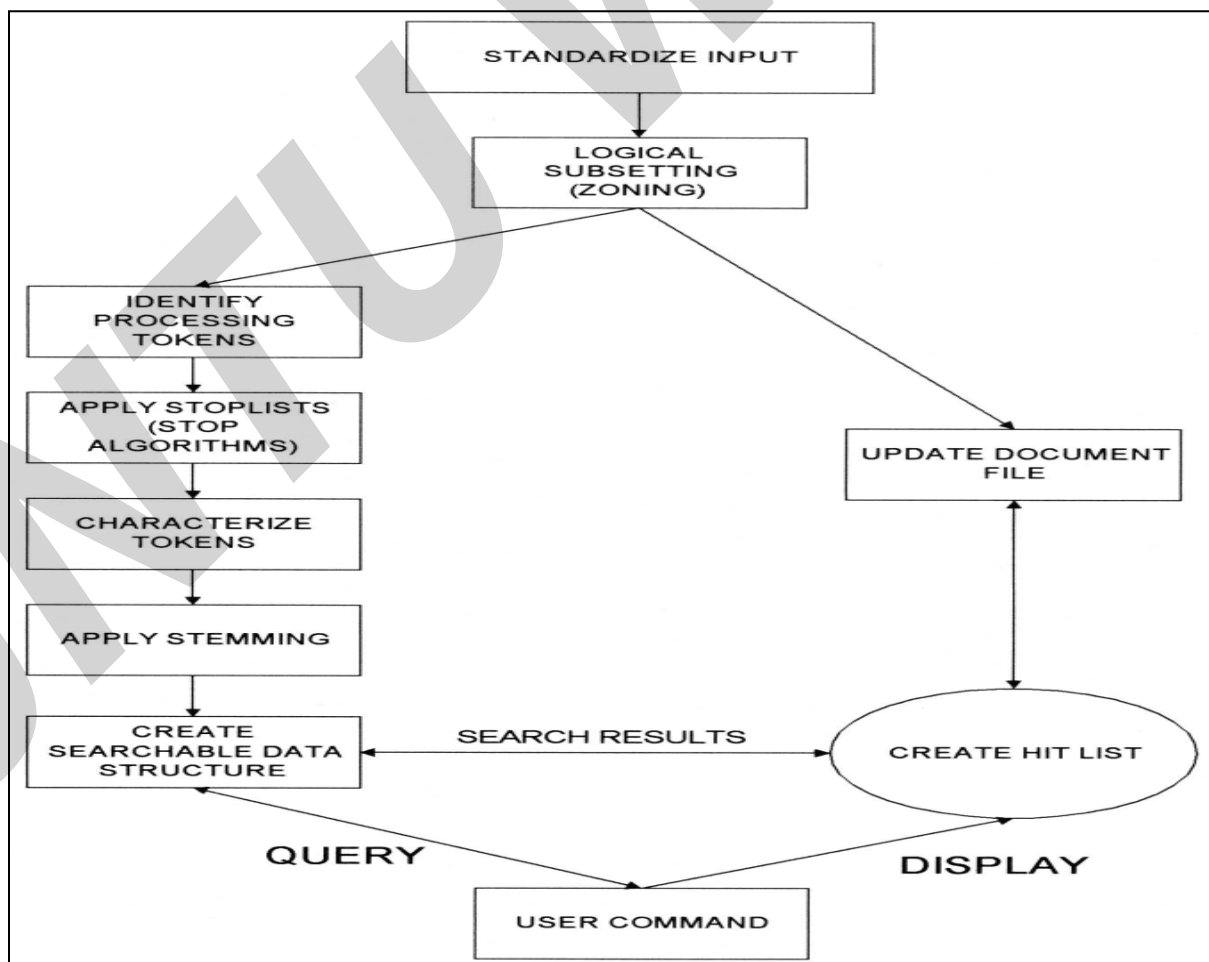 STANDARDIZE INPUT
LOGICAL
SUBSETTING
(ZONING)
IDENTIFY
PROCESSING
TOKENS
APPLY STOPLISTS
(STOP
ALGORITHMS)
UPDATE DOCUMENT
FILE
CHARACTERIZE
TOKENS
APPLY STEMMING
CREATE
SEARCHABLE DATA
STRUCTURE
SEARCH RESULTS
CREATE HIT LIST
QUERY
DISPLAY
USER COMMAND